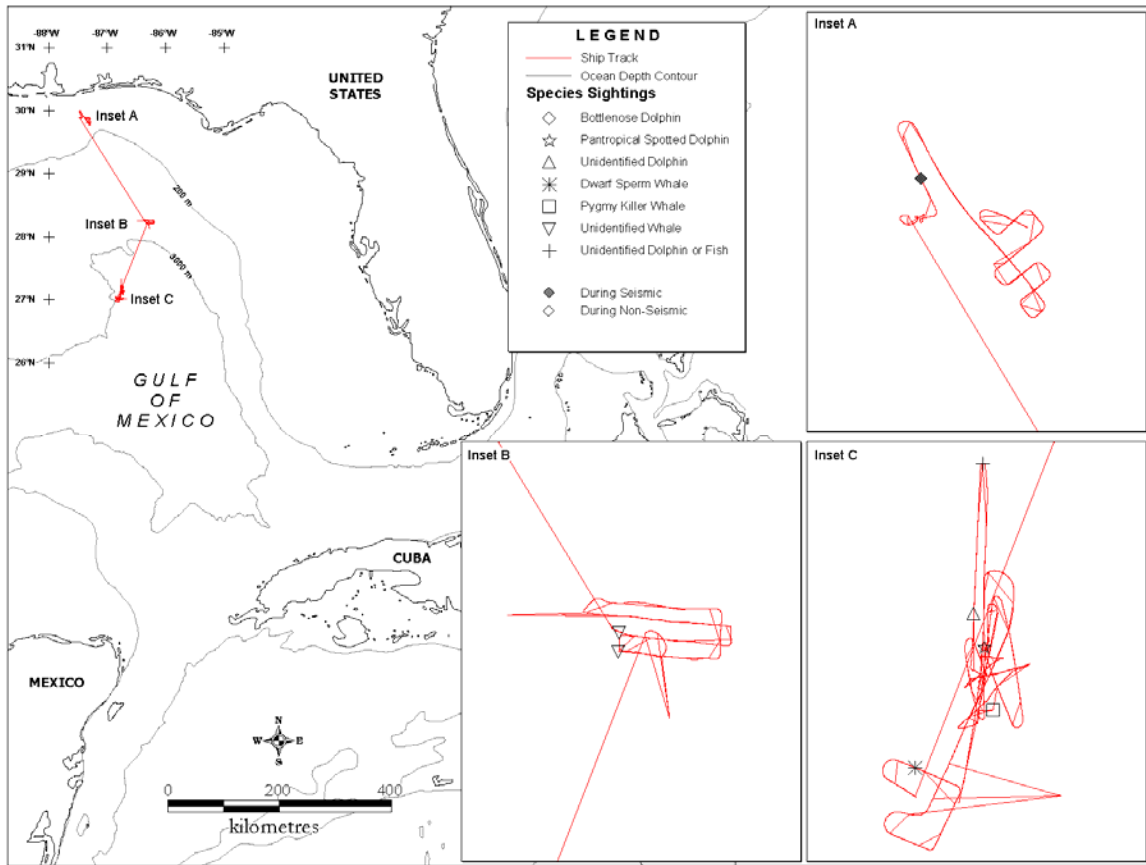 -88°W -87°W -86°W -85°W
31°N
30°N
29°N
28°N
27°N
26°N
Inset A
Inset B
Inset C
200 m
3000 m
UNITED
STATES
GULF
OF
MEXICO
CUBA
MEXICO
N
W E
S
0 200 400
kilometres
LEGEND
Ship Track
Ocean Depth Contour
Species Sightings
Bottlenose Dolphin
Pantropical Spotted Dolphin
Unidentified Dolphin
Dwarf Sperm Whale
Pygmy Killer Whale
Unidentified Whale
Unidentified Dolphin or Fish
During Seismic
During Non-Seismic
Inset A
Inset B
Inset C